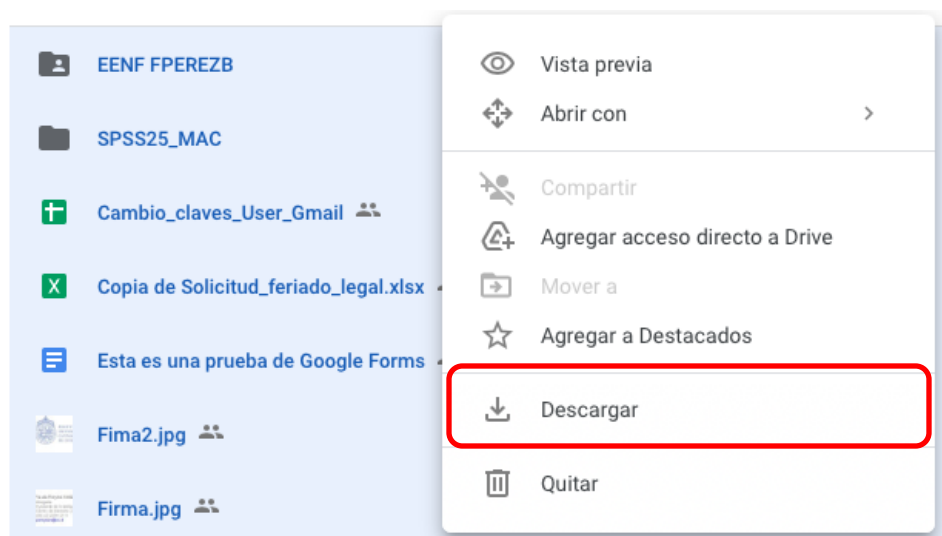 EENF FPEREZB
SPSS25_MAC
Cambio_claves_User_Gmail
Copia de Solicitud_feriado_legal.xlsx
Esta es una prueba de Google Forms
Fima2.jpg
Firma.jpg
Vista previa
Abrir con
Compartir
Agregar acceso directo a Drive
Mover a
Agregar a Destacados
Descargar
Quitar